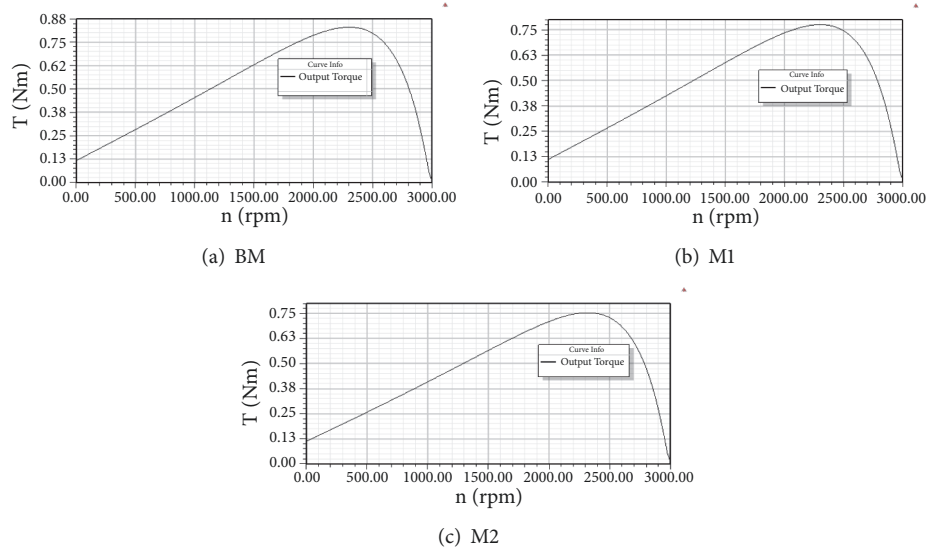 0.88
0.75
0.62
0.50
0.38
0.25
0.13
0.00
T (Nm)
Curve Info
Output Torque
0.00 500.00 1000.00 1500.00 2000.00 2500.00 3000.00
n (rpm)
(a) BM
0.75
0.63
0.50
0.38
0.25
0.13
0.00
T (Nm)
Curve Info
Output Torque
0.00 500.00 1000.00 1500.00 2000.00 2500.00 3000.00
n (rpm)
(b) M1
0.75
0.63
0.50
0.38
0.25
0.13
0.00
T (Nm)
Curve Info
Output Torque
0.00 500.00 1000.00 1500.00 2000.00 2500.00 3000.00
n (rpm)
(c) M2